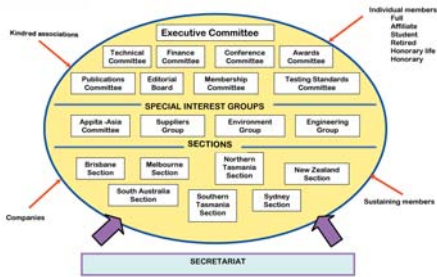 Executive Committee
Individual members
Full
Affiliate
Student
Retired
Honorary life
Honorary
Kindred associations
Technical
Committee
Finance
Committee
Conference
Committee
Awards
Committee
Publications
Committee
Editorial
Board
Membership
Committee
Testing Standards
Committee
SPECIAL INTEREST GROUPS
Appita -Asia
Committee
Suppliers
Group
Environment
Group
Engineering
Group
SECTIONS
Brisbane
Section
Melbourne
Section
Northern
Tasmania
Section
New Zealand
Section
South Australia
Section
Southern
Tasmania
Section
Sydney
Section
Companies
Sustaining members
SECRETARIAT